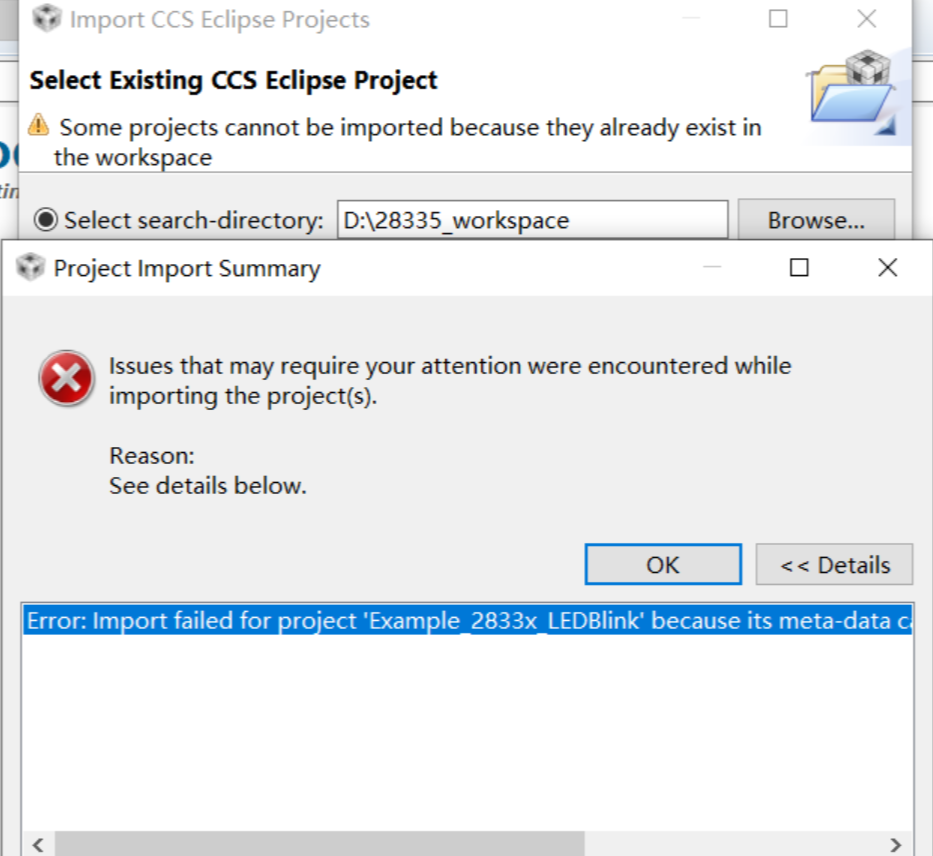 Import CCS Eclipse Projects
Select Existing CCS Eclipse Project
Some projects cannot be imported because they already exist in
the workspace
Select search-directory: D:\28335_workspace Browse...
Project Import Summary
Issues that may require your attention were encountered while
importing the project(s).
Reason:
See details below.
OK << Details
Error: Import failed for project 'Example_2833x_LEDBlink' because its meta-data